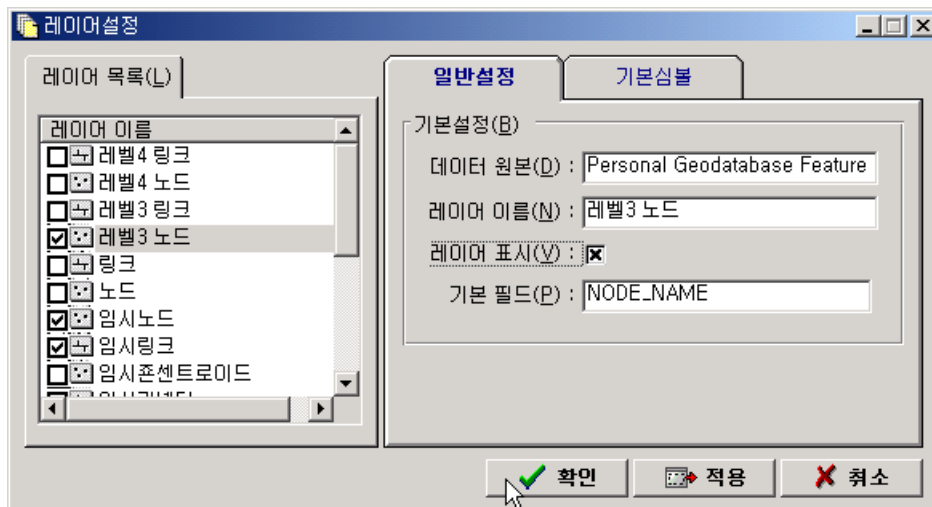 레이어설정
레이어 목록(L)
레이어 이름
레벨4 링크
레벨4 노드
레벨3 링크
레벨3 노드
링크
노드
임시노드
임시링크
임시존센트로이드
일반설정
기본심볼
기본설정(B)
데이터 원본(D) : Personal Geodatabase Feature
레이어 이름(N) : 레벨3 노드
레이어 표시(V) :
기본 필드(P) : NODE_NAME
확인
적용
취소